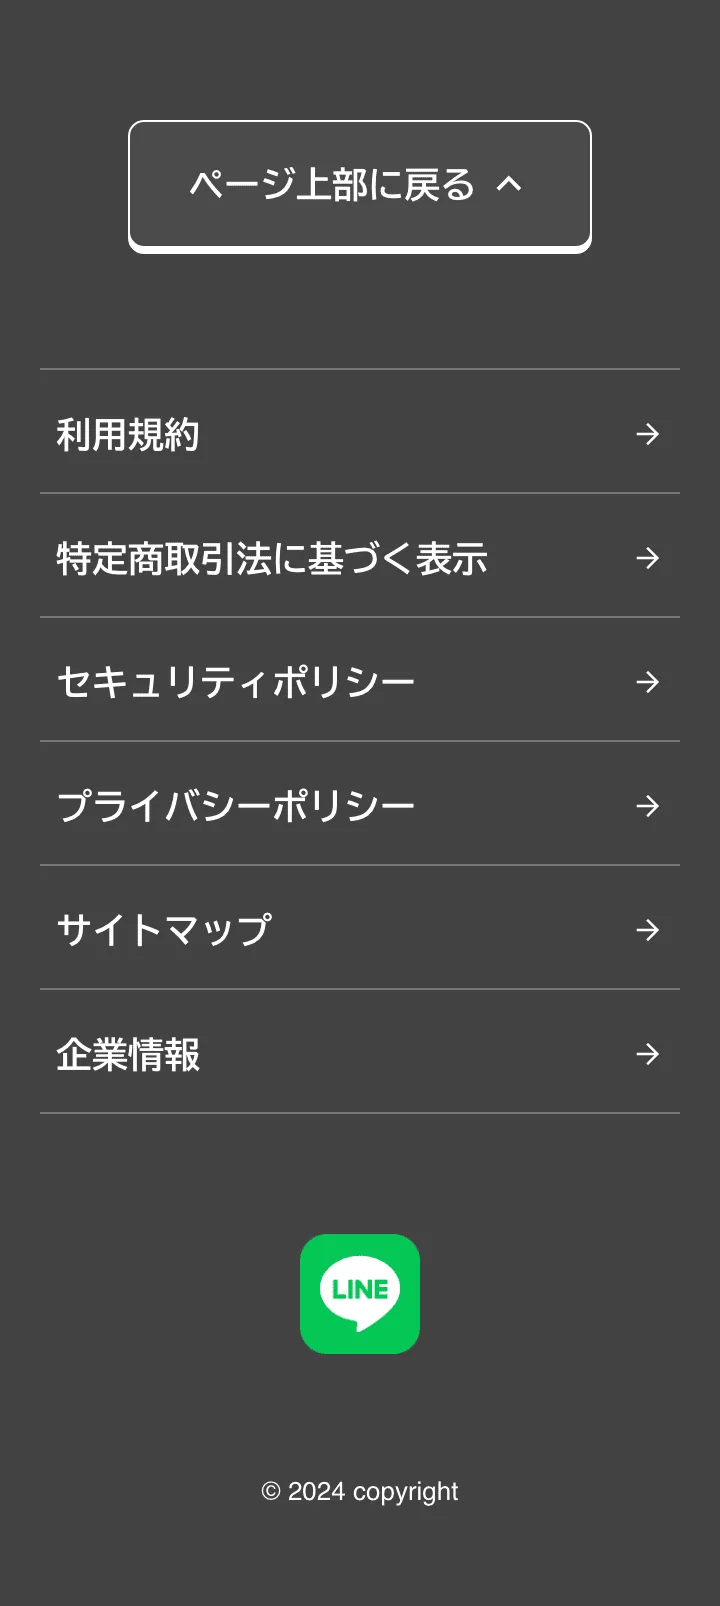 ページ上部に戻る
利用規約
特定商取引法に基づく表示
セキュリティポリシー
プライバシーポリシー
サイトマップ
企業情報
LINE
© 2024 copyright